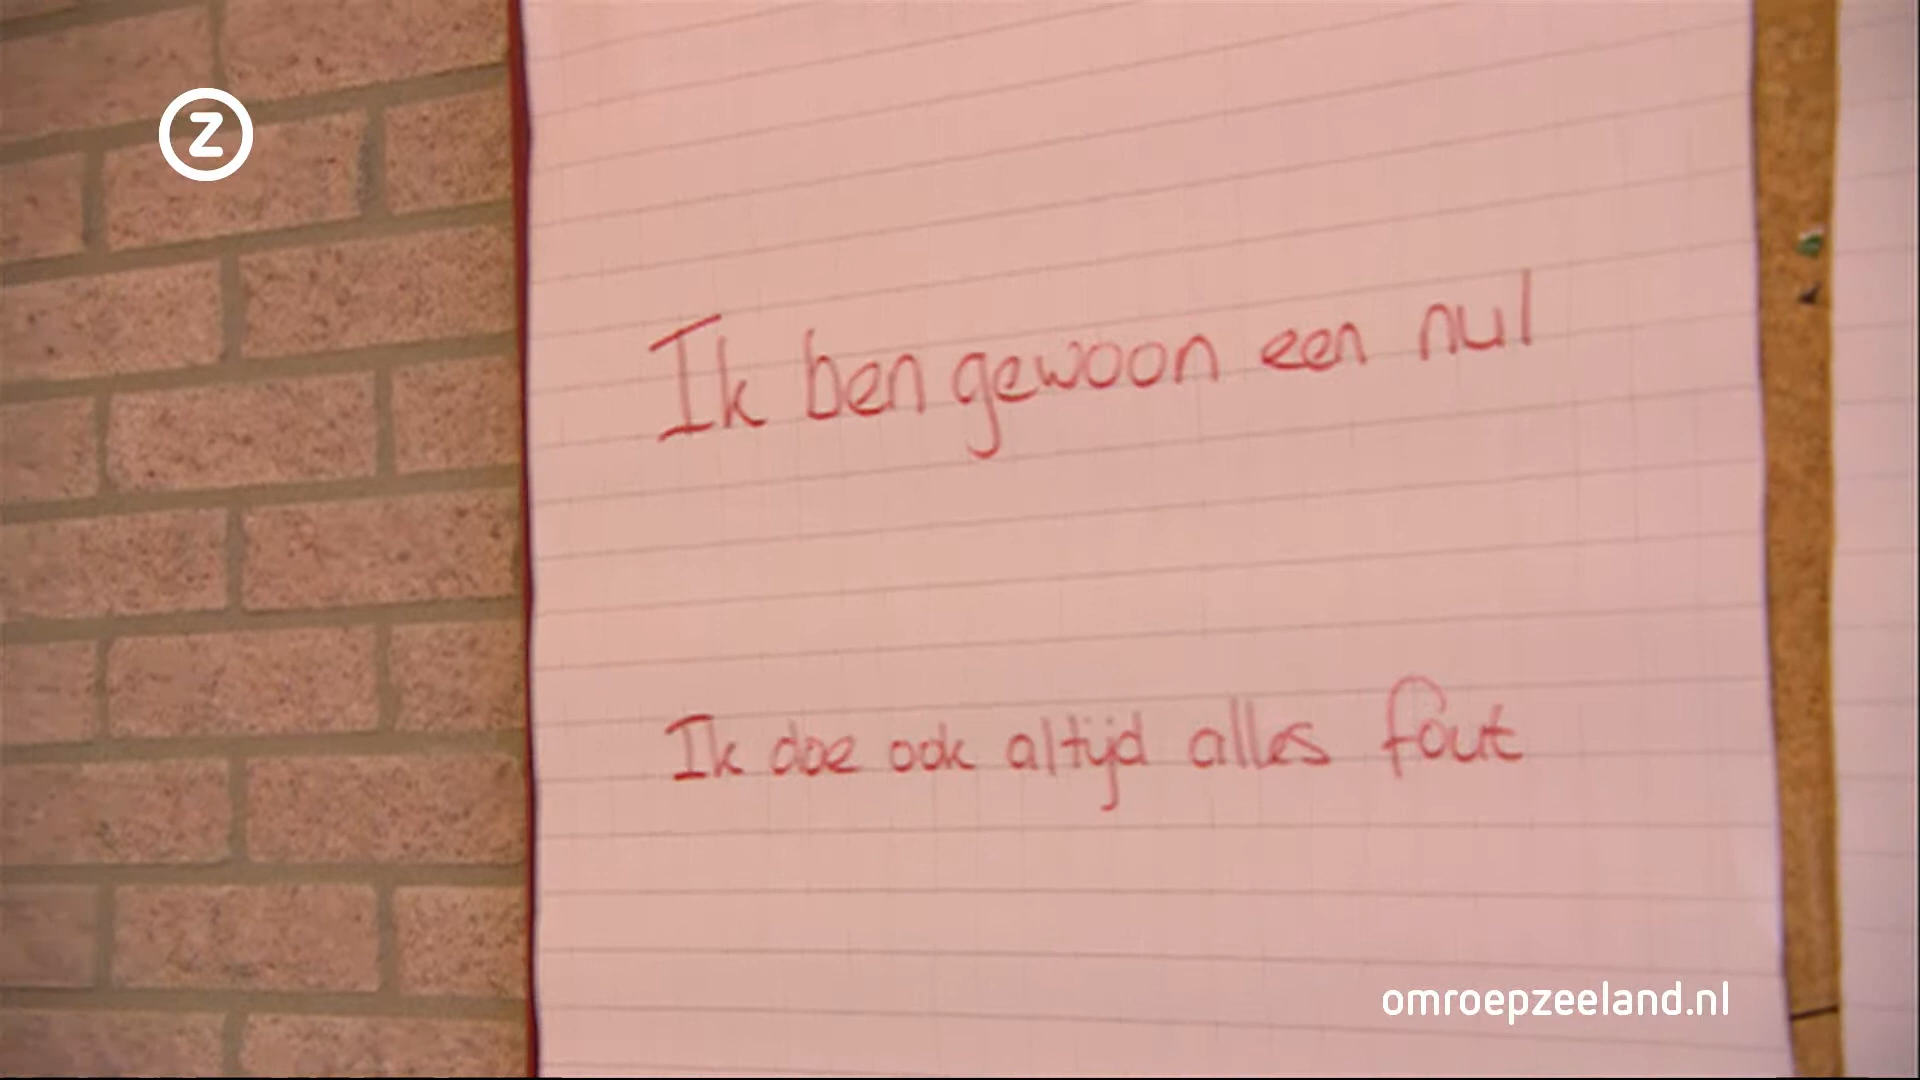 Z
Ik ben gewoon een nul
Ik doe ook altijd alles fout
omroepzeeland.nl